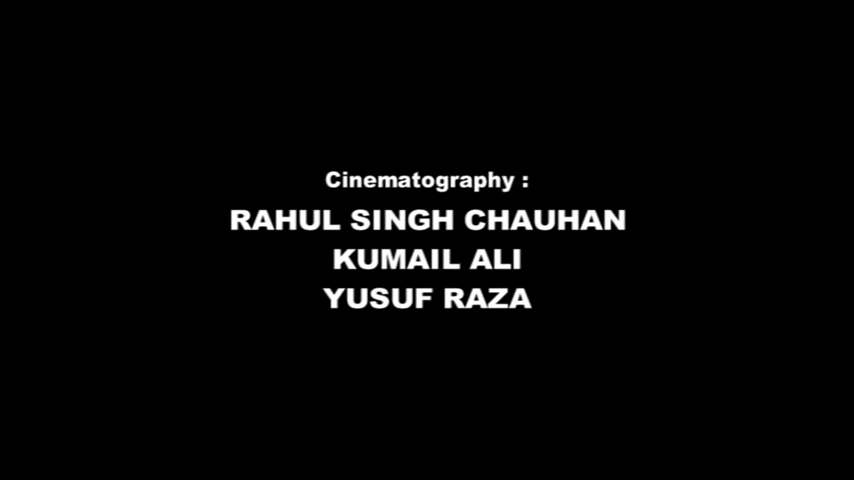 Cinematography :
RAHUL SINGH CHAUHAN
KUMAIL ALI
YUSUF RAZA